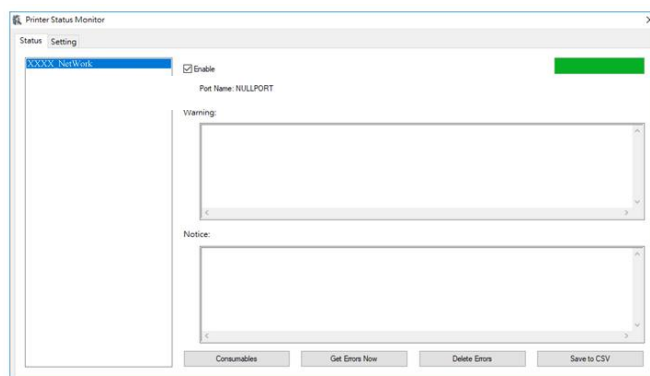 Printer Status Monitor
Status Setting
XXXX_NetWork
Enable
Port Name: NULLPORT
Warning:
Notice:
Consumables Get Errors Now Delete Errors Save to CSV